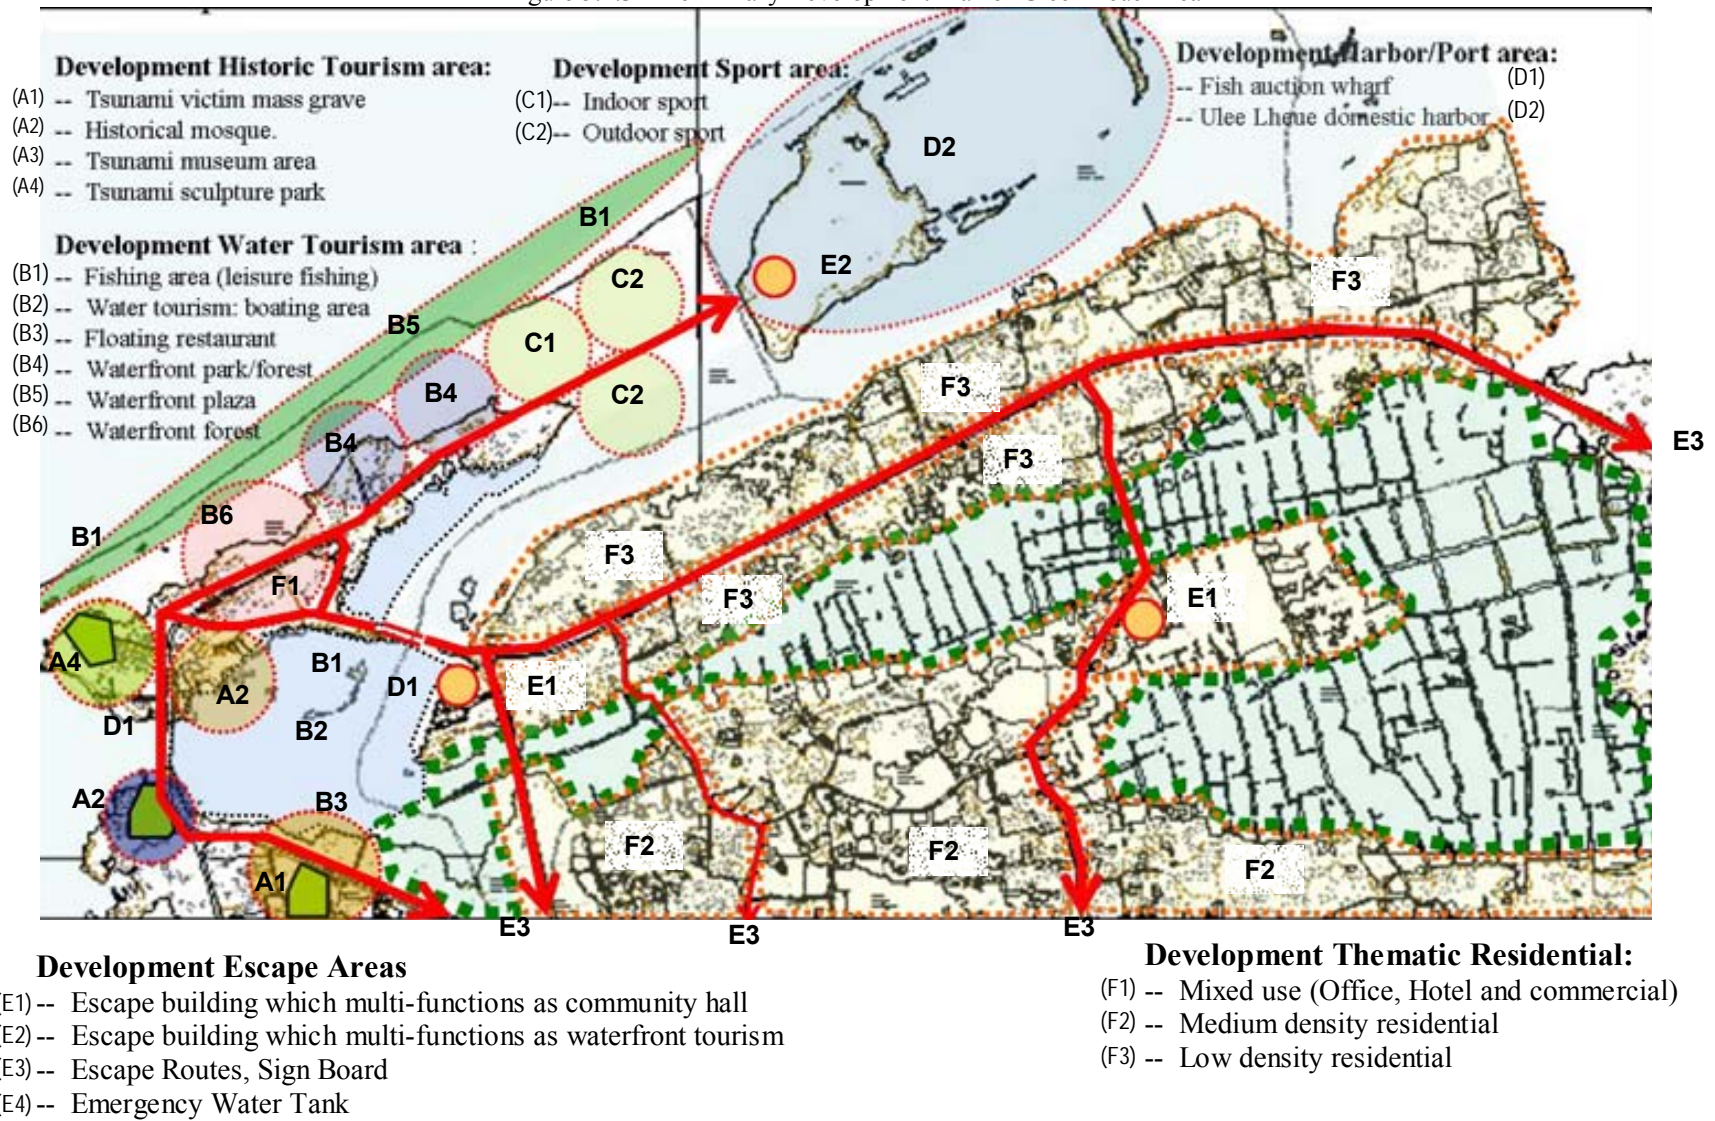 Development Historic Tourism area:
(A1) -- Tsunami victim mass grave
(A2) -- Historical mosque.
(A3) -- Tsunami museum area
(A4) -- Tsunami sculpture park
Development Water Tourism area :
(B1) -- Fishing area (leisure fishing)
(B2) -- Water tourism: boating area
(B3) -- Floating restaurant
(B4) -- Waterfront park/forest
(B5) -- Waterfront plaza
(B6) -- Waterfront forest
Development Sport area:
(C1)-- Indoor sport
(C2)-- Outdoor sport
Development Harbor/Port area:
-- Fish auction wharf (D1)
-- Ulee Lheue domestic harbor (D2)
D2
B1
E2
C2
F3
B5
C1
F3
B4
C2
B4
F3
E3
B6
B1
F3
F1
F3
E1
A4
B1
A2
D1
E1
D1
B2
A2
B3
F2
F2
F2
A1
E3
E3
E3
Development Escape Areas
(E1) -- Escape building which multi-functions as community hall
(E2) -- Escape building which multi-functions as waterfront tourism
(E3) -- Escape Routes, Sign Board
(E4) -- Emergency Water Tank
Development Thematic Residential:
(F1) -- Mixed use (Office, Hotel and commercial)
(F2) -- Medium density residential
(F3) -- Low density residential